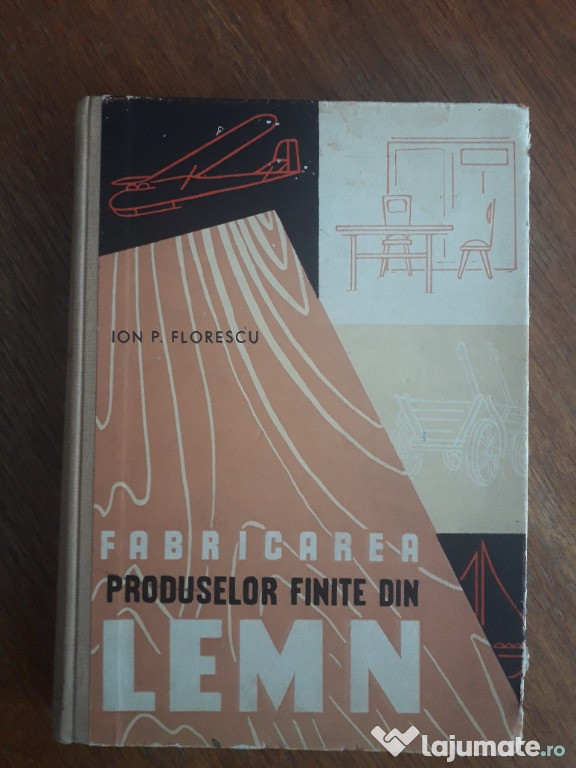 ION P. FLORESCU
FABRICAREA
PRODUSELOR FINITE DIN
LEMN
lajumate.ro